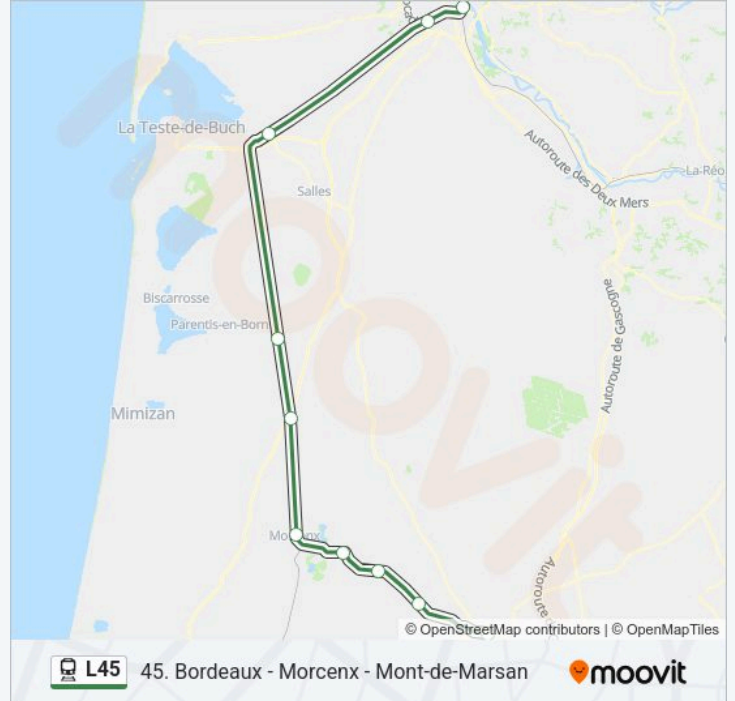 La Teste-de-Buch
Autoroute des Deux Mers
La Réo
Salles
Biscarrosse
Parentis-en-Born
Autoroute de Gascogne
Mimizan
Autoroute
© OpenStreetMap contributors | © OpenMapTiles
L45
45. Bordeaux - Morcenx - Mont-de-Marsan
moovit
moovit